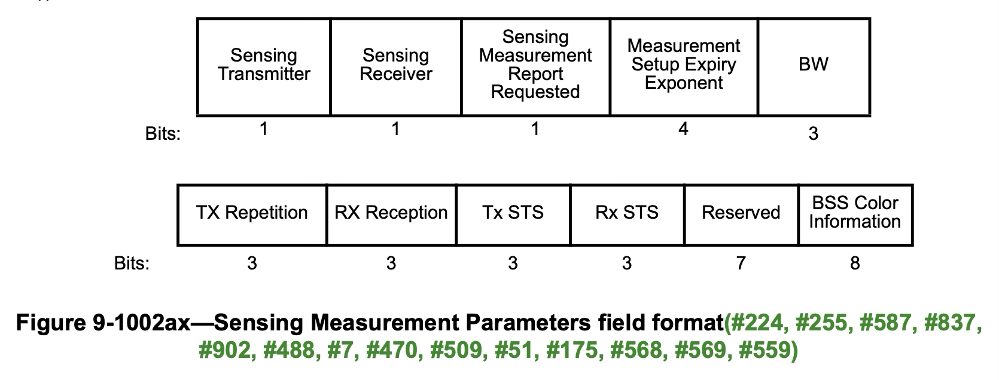 Sensing Transmitter
Sensing Receiver
Sensing Measurement Report Requested
Measurement Setup Expiry Exponent
BW
Bits: 1 1 1 4 3
TX Repetition RX Reception Tx STS Rx STS Reserved BSS Color Information
Bits: 3 3 3 3 7 8
Figure 9-1002ax—Sensing Measurement Parameters field format(#224, #255, #587, #837,
#902, #488, #7, #470, #509, #51, #175, #568, #569, #559)